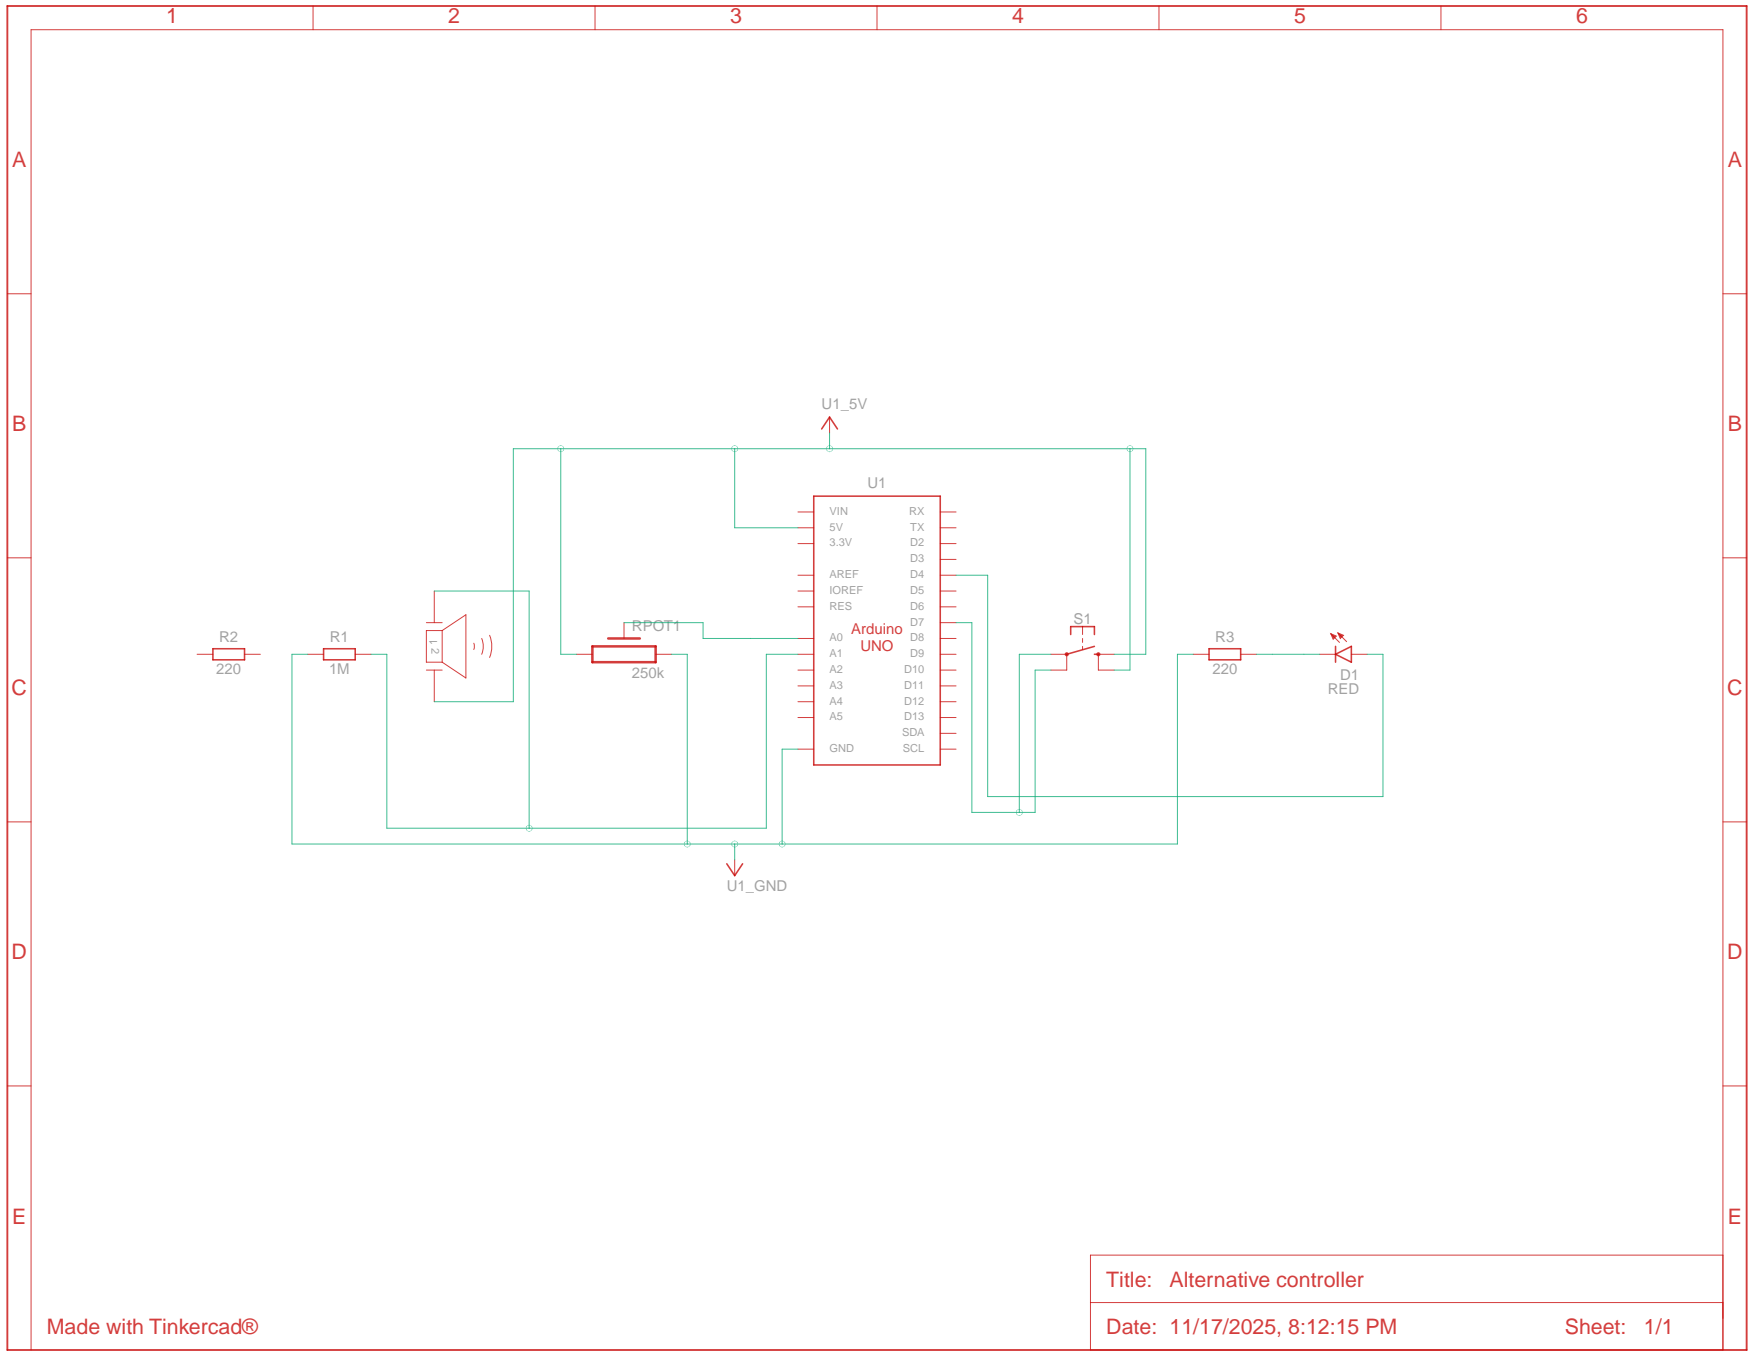 1 2 3 4 5 6
A A
B B
U1_5V
U1
VIN RX
5V TX
3.3V D2
D3
AREF D4
IOREF D5
RES D6
D7
A0 D8
A1 D9
A2 D10
A3 D11
A4 D12
A5 D13
SDA
GND SCL
Arduino
UNO
R2
220
R1
1M
1 2
RPOT1
250k
S1
R3
220
D1
RED
C C
U1_GND
D D
E E
Title: Alternative controller
Made with Tinkercad®
Date: 11/17/2025, 8:12:15 PM Sheet: 1/1